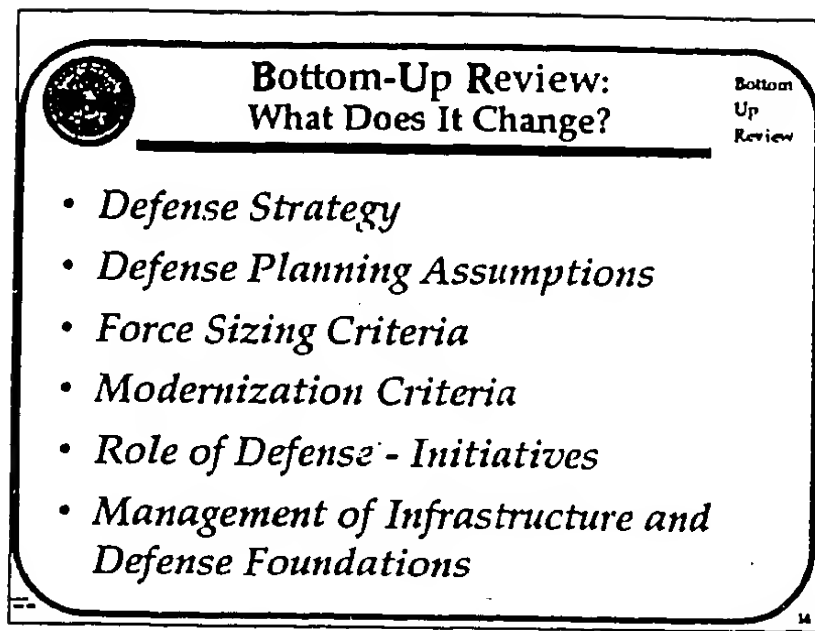 Bottom-Up Review:
What Does It Change?
Bottom
Up
Review
• Defense Strategy
• Defense Planning Assumptions
• Force Sizing Criteria
• Modernization Criteria
• Role of Defense - Initiatives
• Management of Infrastructure and
Defense Foundations
14